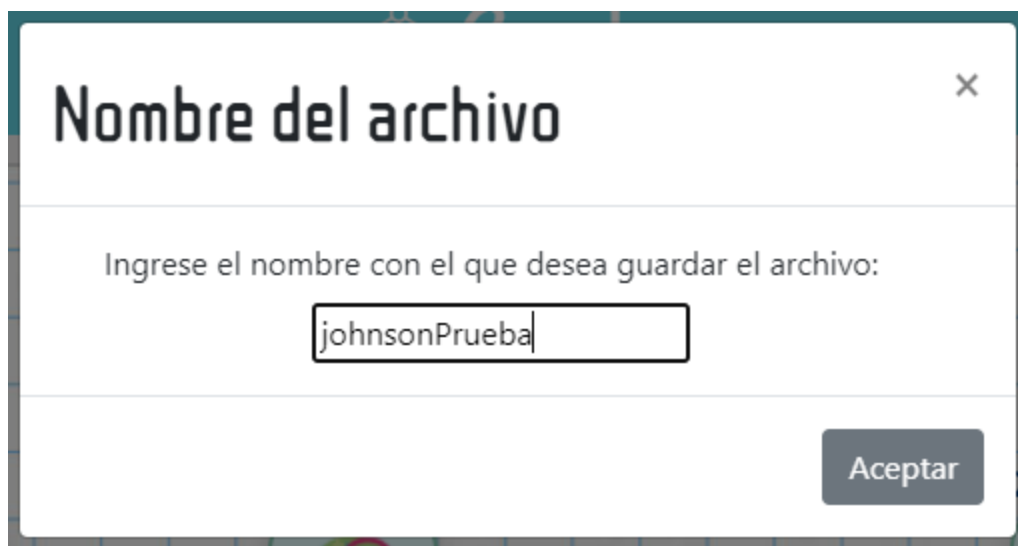 Nombre del archivo
×
Ingrese el nombre con el que desea guardar el archivo:
johnsonPrueba
Aceptar